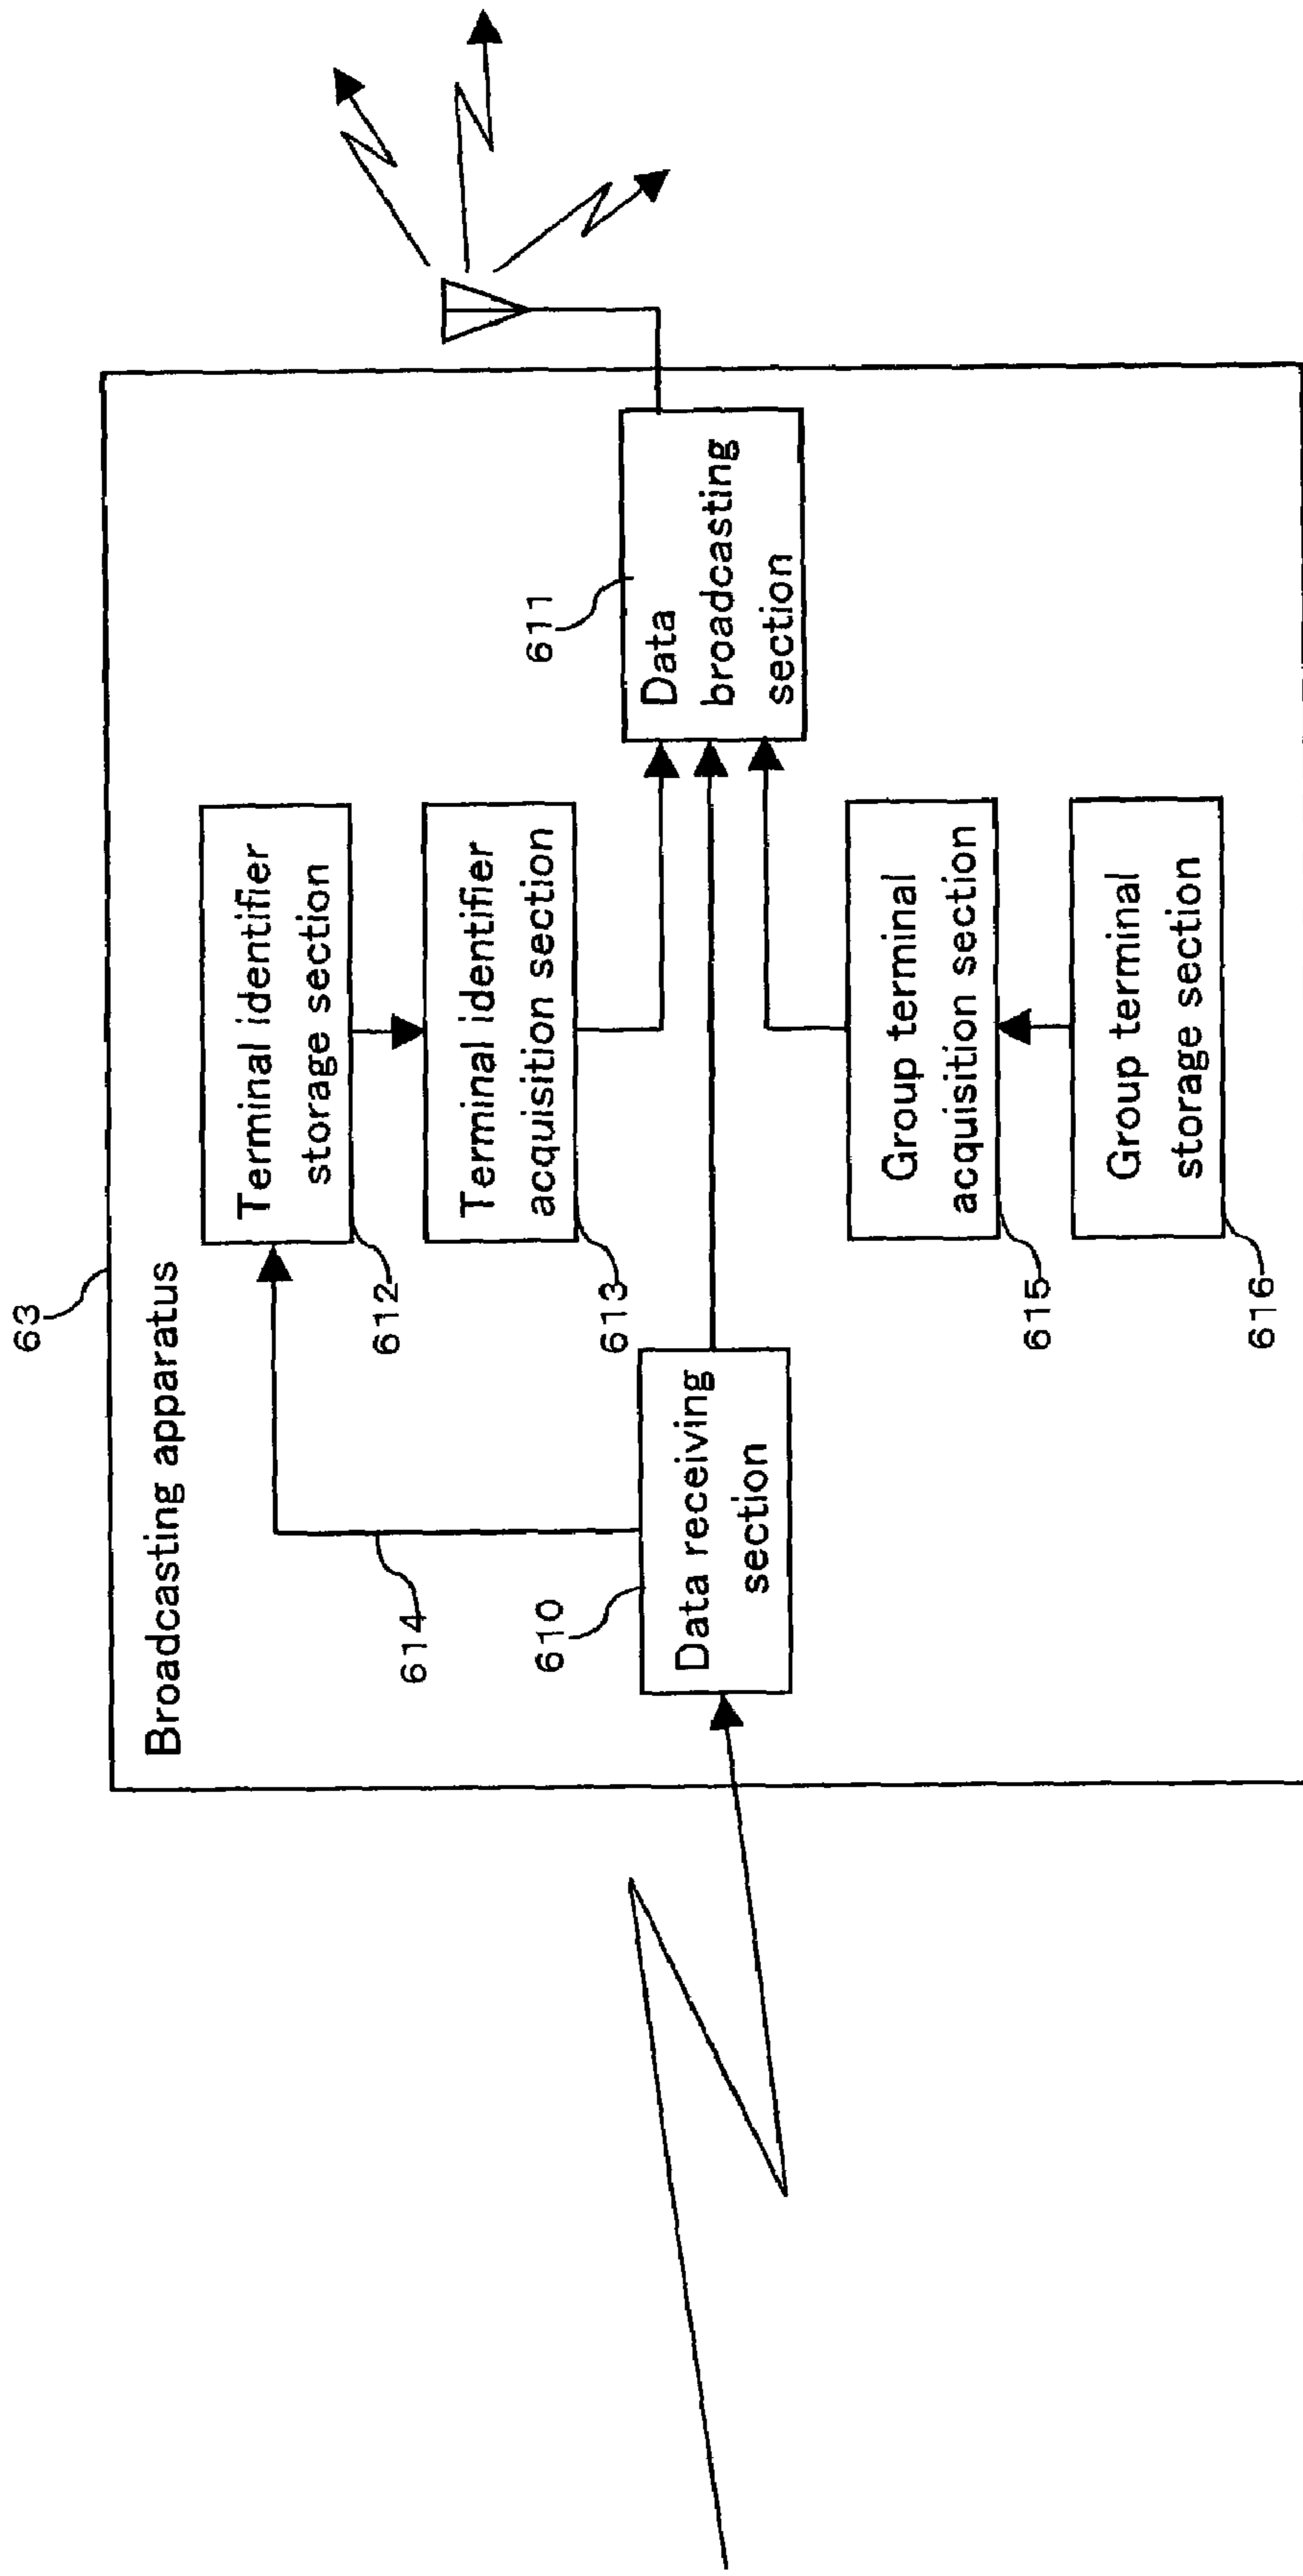 63
Broadcasting apparatus
Terminal identifier
storage section
612
Terminal identifier
acquisition section
613
614
610
Data receiving
section
611
Data
broadcasting
section
Group terminal
acquisition section
615
Group terminal
storage section
616